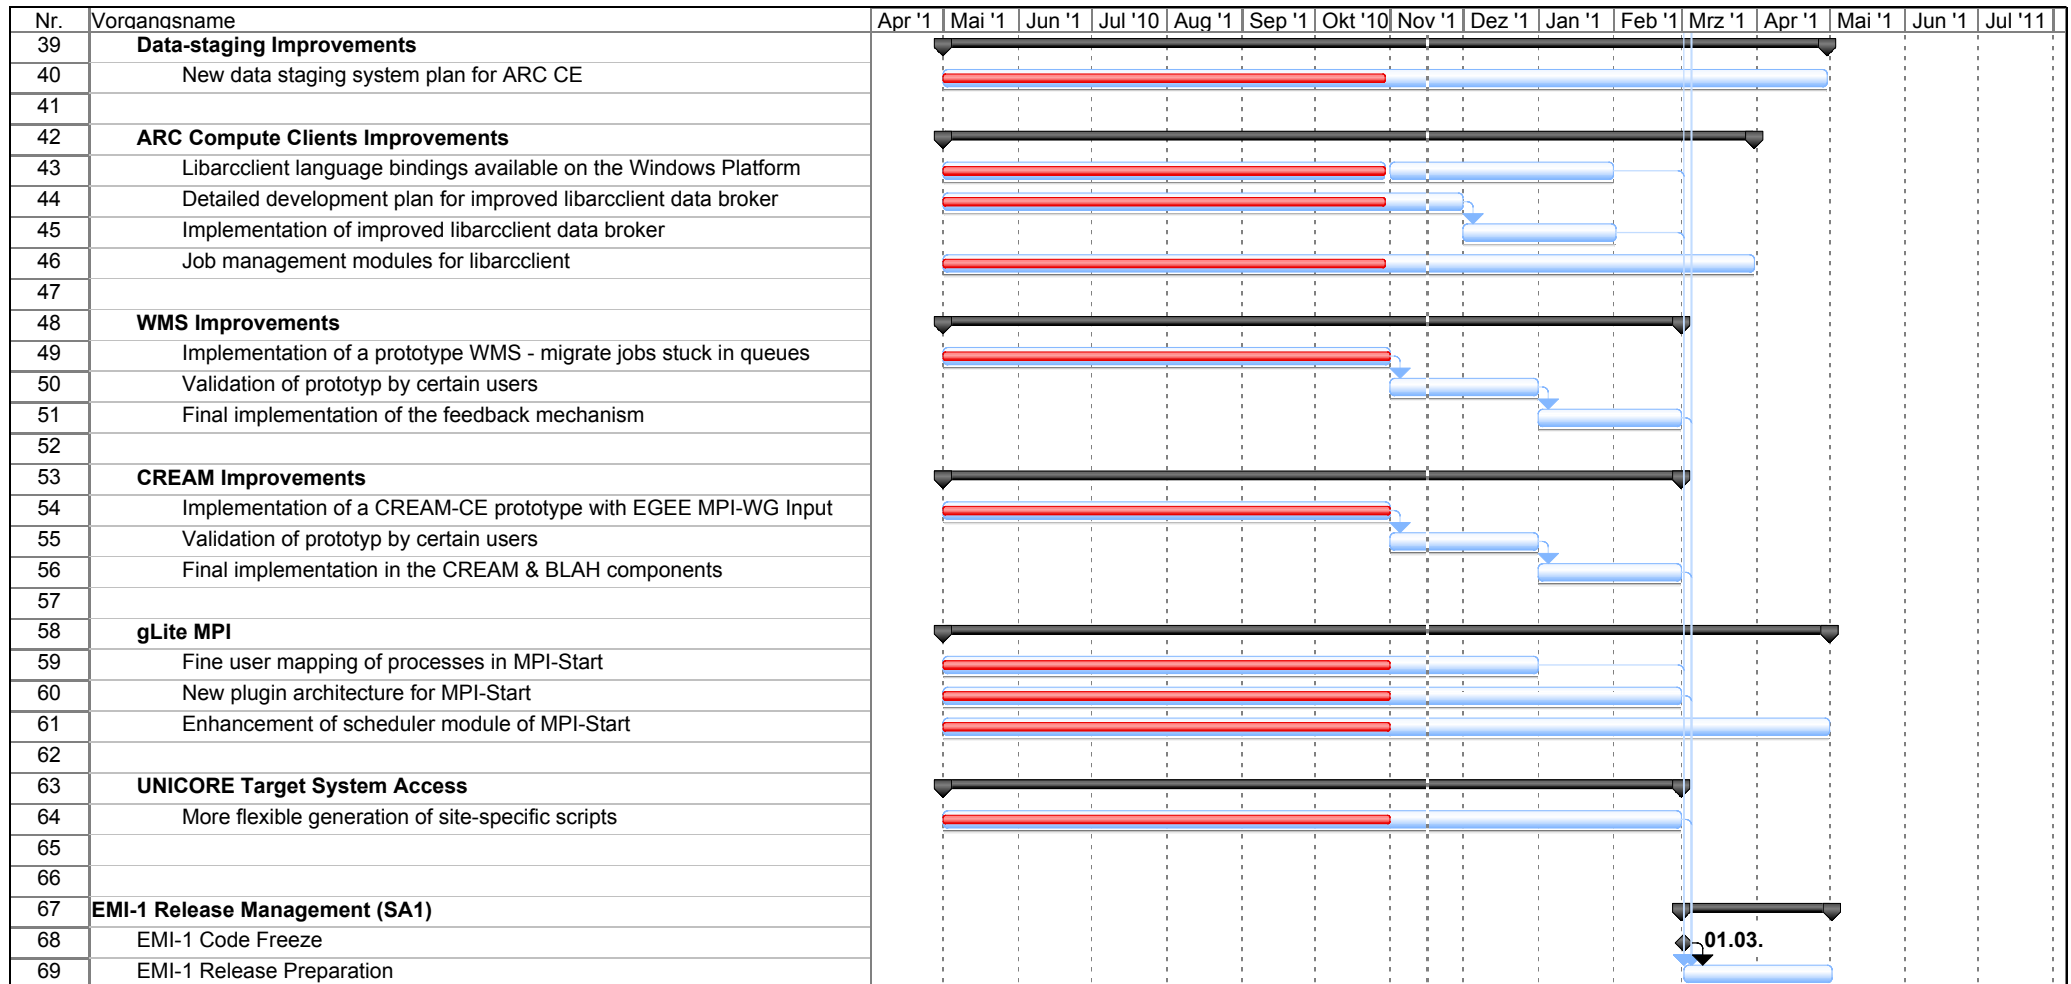 Nr. Vorgangsname Apr '1 Mai '1 Jun '1 Jul '10 Aug '1 Sep '1 Okt '10 Nov '1 Dez '1 Jan '1 Feb '1 Mrz '1 Apr '1 Mai '1 Jun '1 Jul '11
39 Data-staging Improvements
40 New data staging system plan for ARC CE
41
42 ARC Compute Clients Improvements
43 Libarcclient language bindings available on the Windows Platform
44 Detailed development plan for improved libarcclient data broker
45 Implementation of improved libarcclient data broker
46 Job management modules for libarcclient
47
48 WMS Improvements
49 Implementation of a prototype WMS - migrate jobs stuck in queues
50 Validation of prototyp by certain users
51 Final implementation of the feedback mechanism
52
53 CREAM Improvements
54 Implementation of a CREAM-CE prototype with EGEE MPI-WG Input
55 Validation of prototyp by certain users
56 Final implementation in the CREAM & BLAH components
57
58 gLite MPI
59 Fine user mapping of processes in MPI-Start
60 New plugin architecture for MPI-Start
61 Enhancement of scheduler module of MPI-Start
62
63 UNICORE Target System Access
64 More flexible generation of site-specific scripts
65
66
67 EMI-1 Release Management (SA1)
68 EMI-1 Code Freeze 01.03.
69 EMI-1 Release Preparation